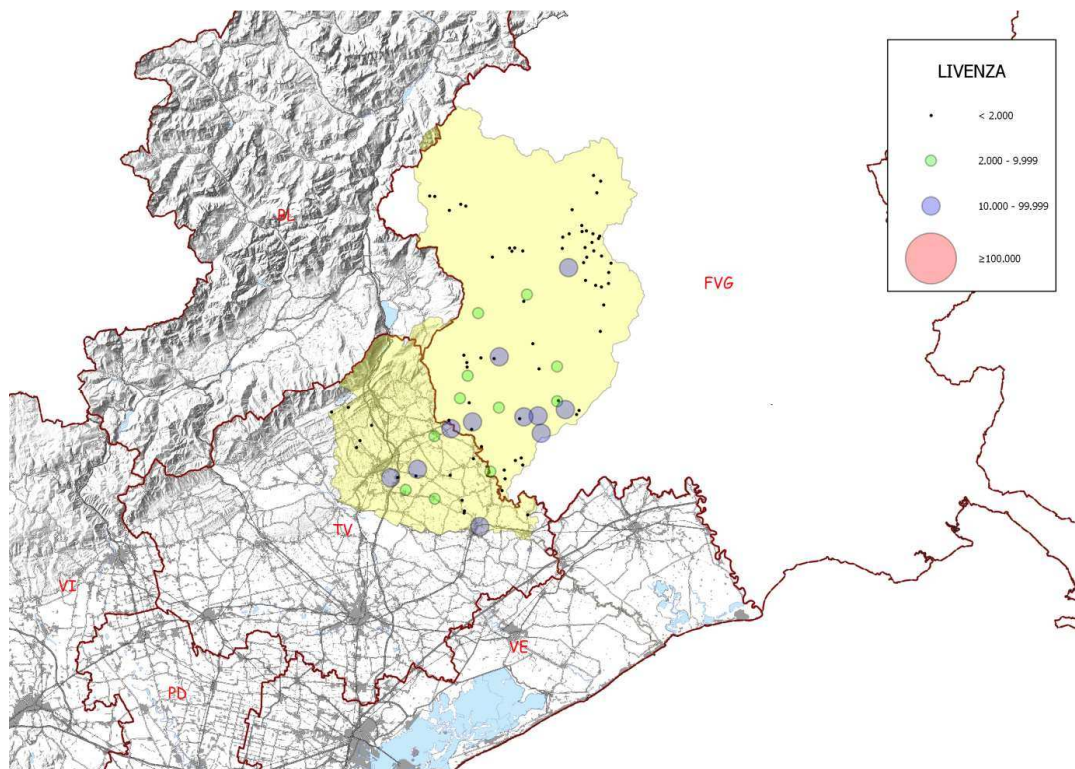 LIVENZA
< 2.000
2.000 - 9.999
10.000 - 99.999
≥100.000
BL
FVG
TV
VI
VE
PD